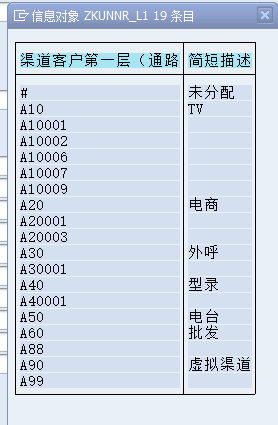 信息对象 ZKUNNR_L1 19 条目
渠道客户第一层（通路 简短描述
# 未分配
A10 TV
A10001
A10002
A10006
A10007
A10009
A20 电商
A20001
A20003
A30 外呼
A30001
A40 型录
A40001
A50 电台
A60 批发
A88
A90 虚拟渠道
A99